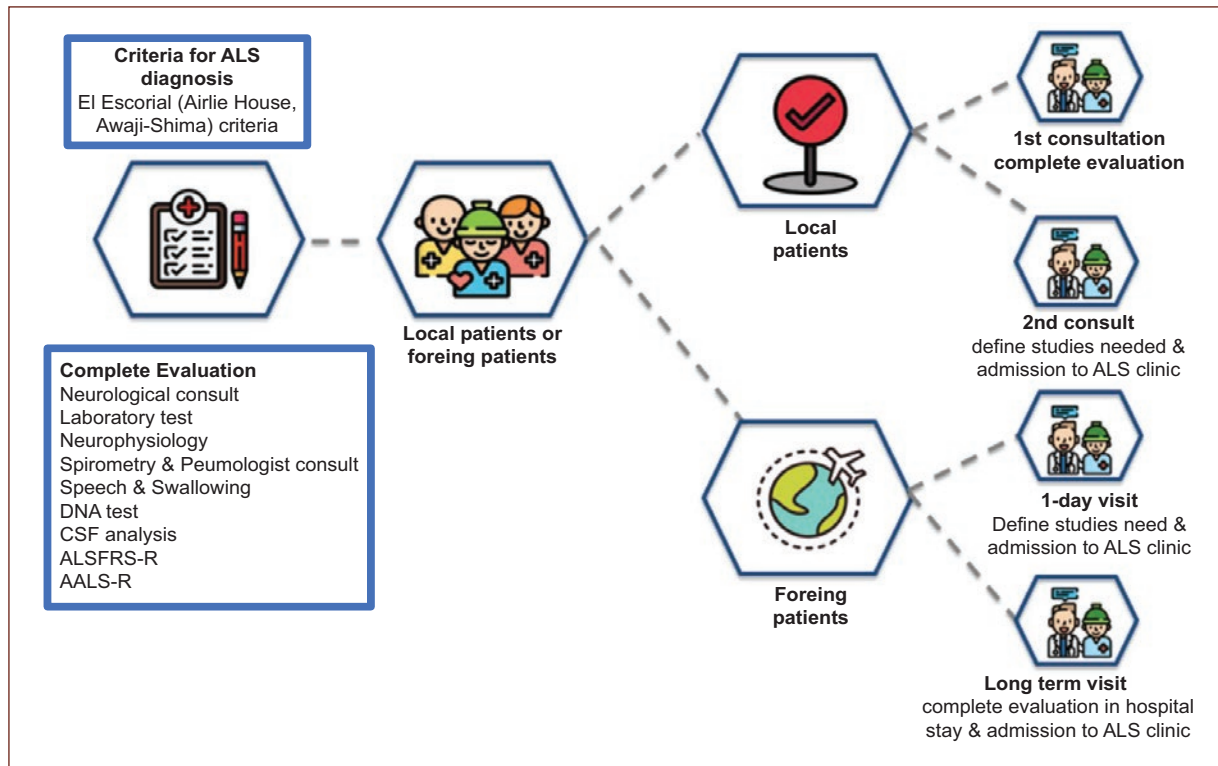 Criteria for ALS
diagnosis
El Escorial (Airlie House,
Awaji-Shima) criteria
Local patients or
foreing patients
Complete Evaluation
Neurological consult
Laboratory test
Neurophysiology
Spirometry & Peumologist consult
Speech & Swallowing
DNA test
CSF analysis
ALSFRS-R
AALS-R
Local
patients
1st consultation
complete evaluation
2nd consult
define studies needed &
admission to ALS clinic
Foreing
patients
1-day visit
Define studies need &
admission to ALS clinic
Long term visit
complete evaluation in hospital
stay & admission to ALS clinic